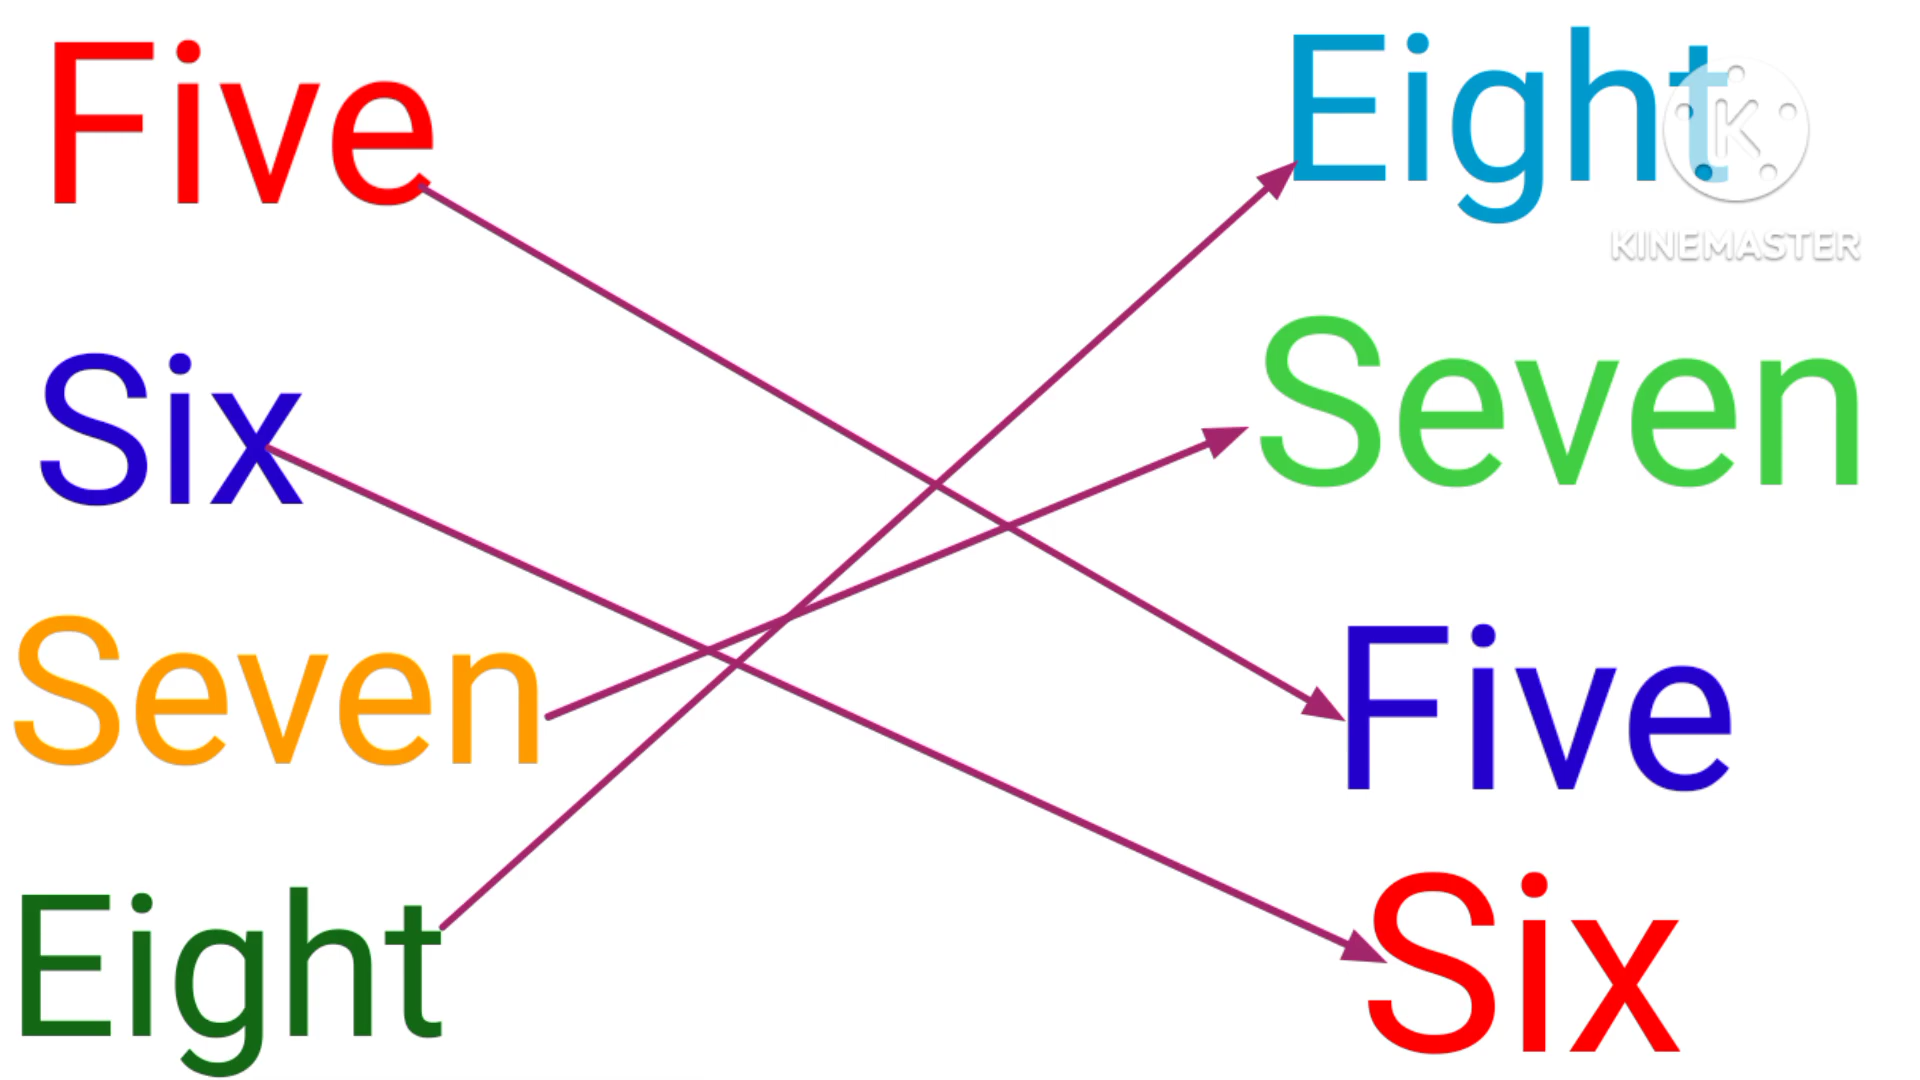 Five
Six
Seven
Eight
Eight
K
KINEMASTER
Seven
Five
Six